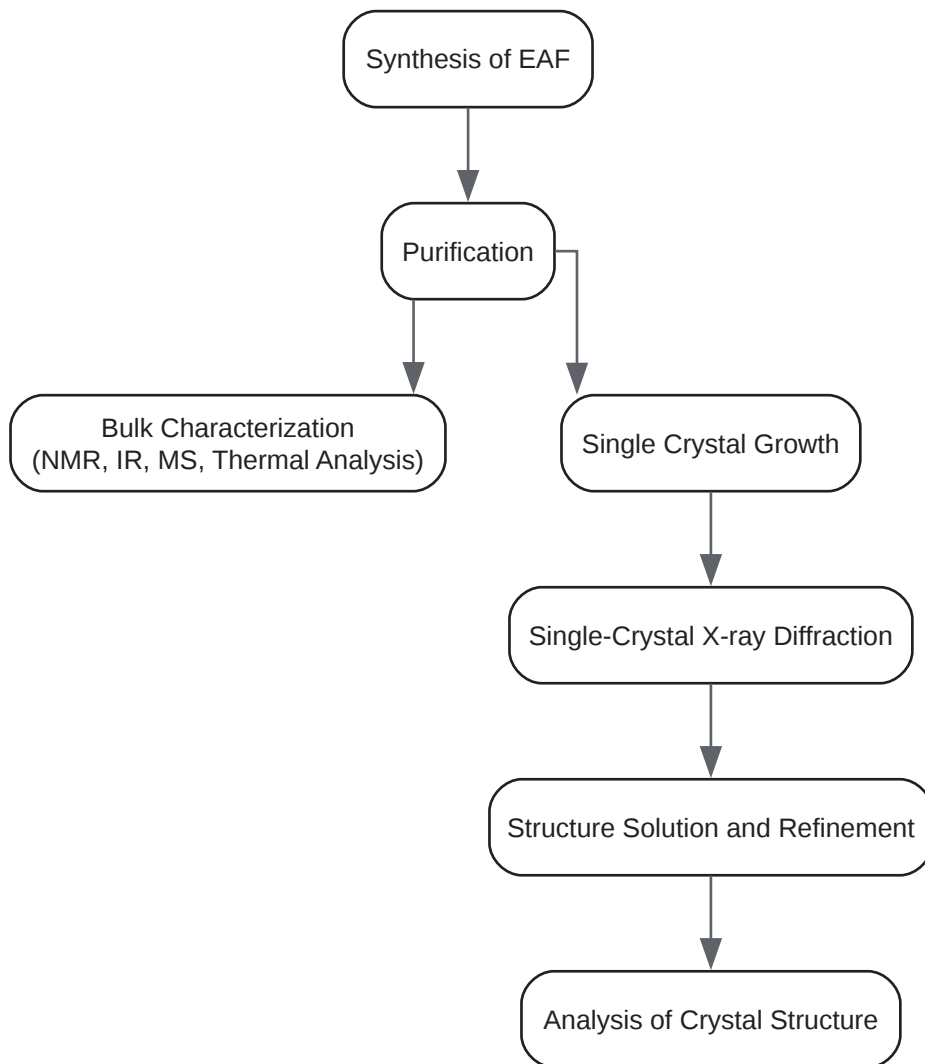 Synthesis of EAF
Purification
Bulk Characterization
(NMR, IR, MS, Thermal Analysis)
Single Crystal Growth
Single-Crystal X-ray Diffraction
Structure Solution and Refinement
Analysis of Crystal Structure